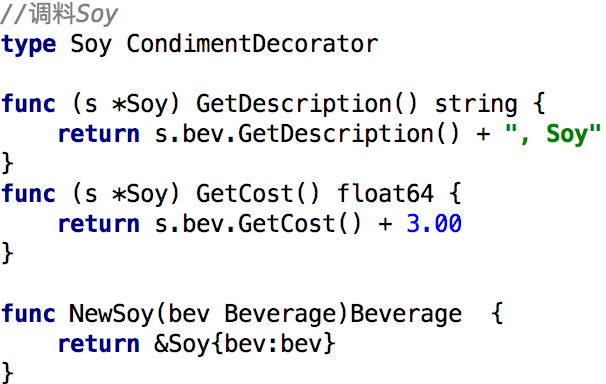 //调料Soy
type Soy CondimentDecorator

func (s *Soy) GetDescription() string {
    return s.bev.GetDescription() + ", Soy"
}
func (s *Soy) GetCost() float64 {
    return s.bev.GetCost() + 3.00
}

func NewSoy(bev Beverage)Beverage  {
    return &Soy{bev:bev}
}